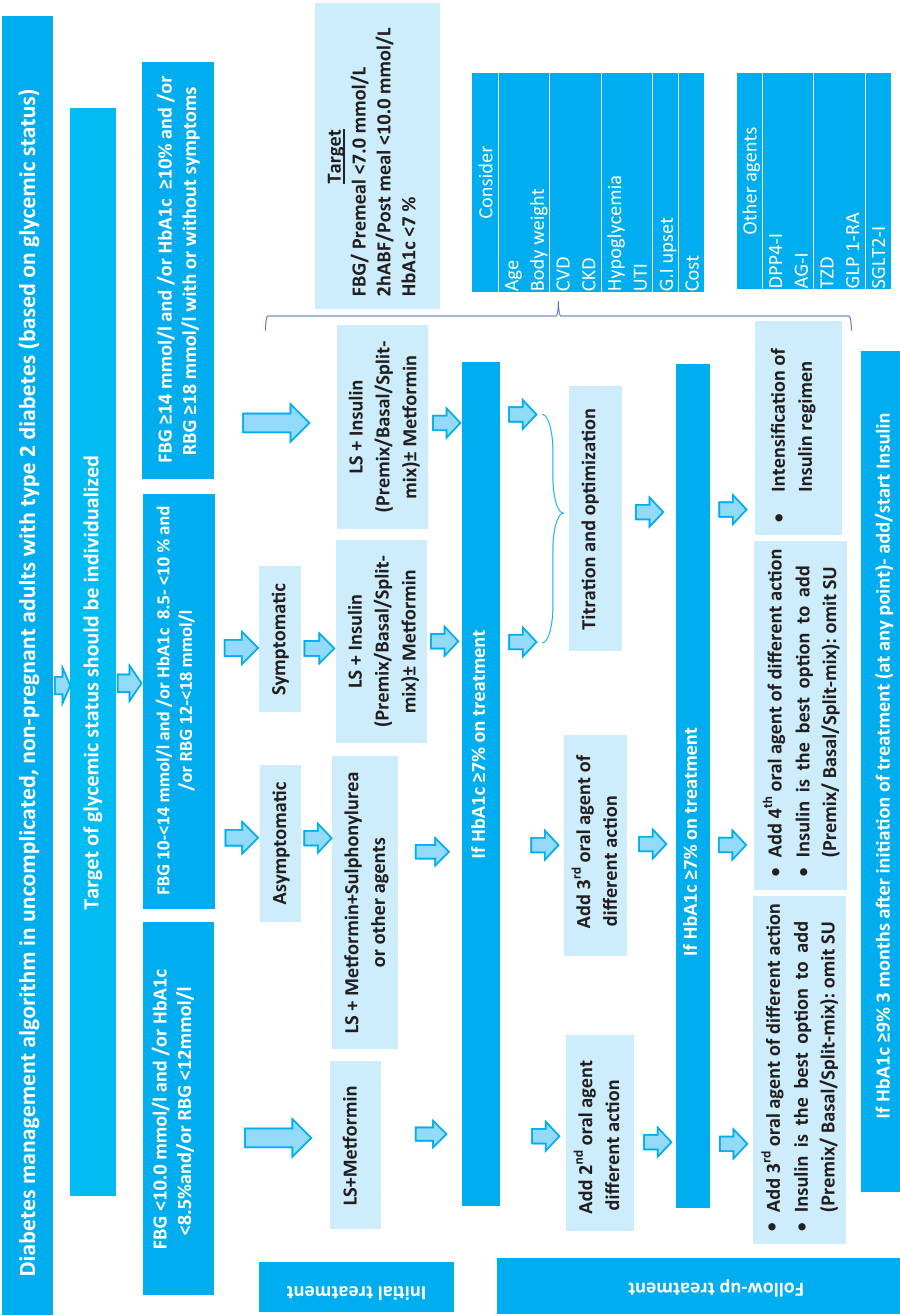 Diabetes management algorithm in uncomplicated, non-pregnant adults with type 2 diabetes (based on glycemic status)
Target of glycemic status should be individualized
FBG <10.0 mmol/l and /or HbA1c
<8.5%and/or RBG <12mmol/l
FBG 10-<14 mmol/l and /or HbA1c 8.5- <10 % and
/or RBG 12-<18 mmol/l
FBG ≥14 mmol/l and /or HbA1c ≥10% and /or
RBG ≥18 mmol/l with or without symptoms
Initial treatment
Asymptomatic
Symptomatic
LS+Metformin
LS + Metformin+Sulphonylurea
or other agents
LS + Insulin
(Premix/Basal/Split-
mix)± Metformin
LS + Insulin
(Premix/Basal/Split-
mix)± Metformin
Target
FBG/ Premeal <7.0 mmol/L
2hABF/Post meal <10.0 mmol/L
HbA1c <7 %
If HbA1c ≥7% on treatment
Follow-up treatment
Add 2nd oral agent
different action
Add 3rd oral agent of
different action
Titration and optimization
Consider
Age
Body weight
CVD
CKD
Hypoglycemia
UTI
G.I upset
Cost
If HbA1c ≥7% on treatment
• Add 3rd oral agent of different action
• Insulin is the best option to add
(Premix/ Basal/Split-mix): omit SU
• Add 4th oral agent of different action
• Insulin is the best option to add
(Premix/ Basal/Split-mix): omit SU
• Intensification of
Insulin regimen
Other agents
DPP4-I
AG-I
TZD
GLP 1-RA
SGLT2-I
If HbA1c ≥9% 3 months after initiation of treatment (at any point)- add/start Insulin